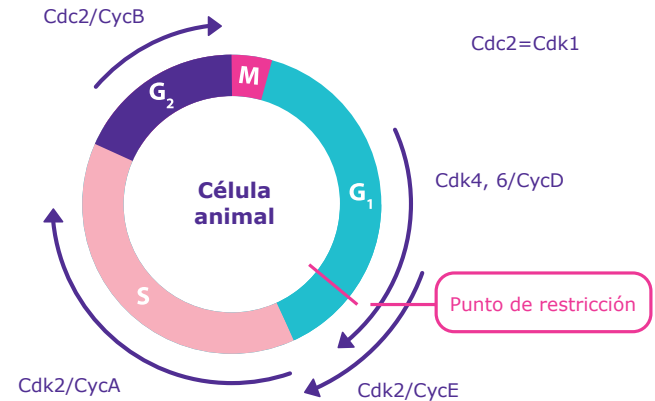 Cdc2/CycB
Cdc2=Cdk1
M
G2
Célula
animal
G1
Cdk4, 6/CycD
S
Punto de restricción
Cdk2/CycA
Cdk2/CycE